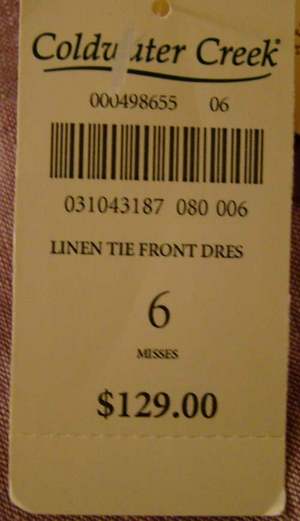 Coldwater Creek
000498655 06
031043187 080 006
LINEN TIE FRONT DRES
6
MISSES
$129.00